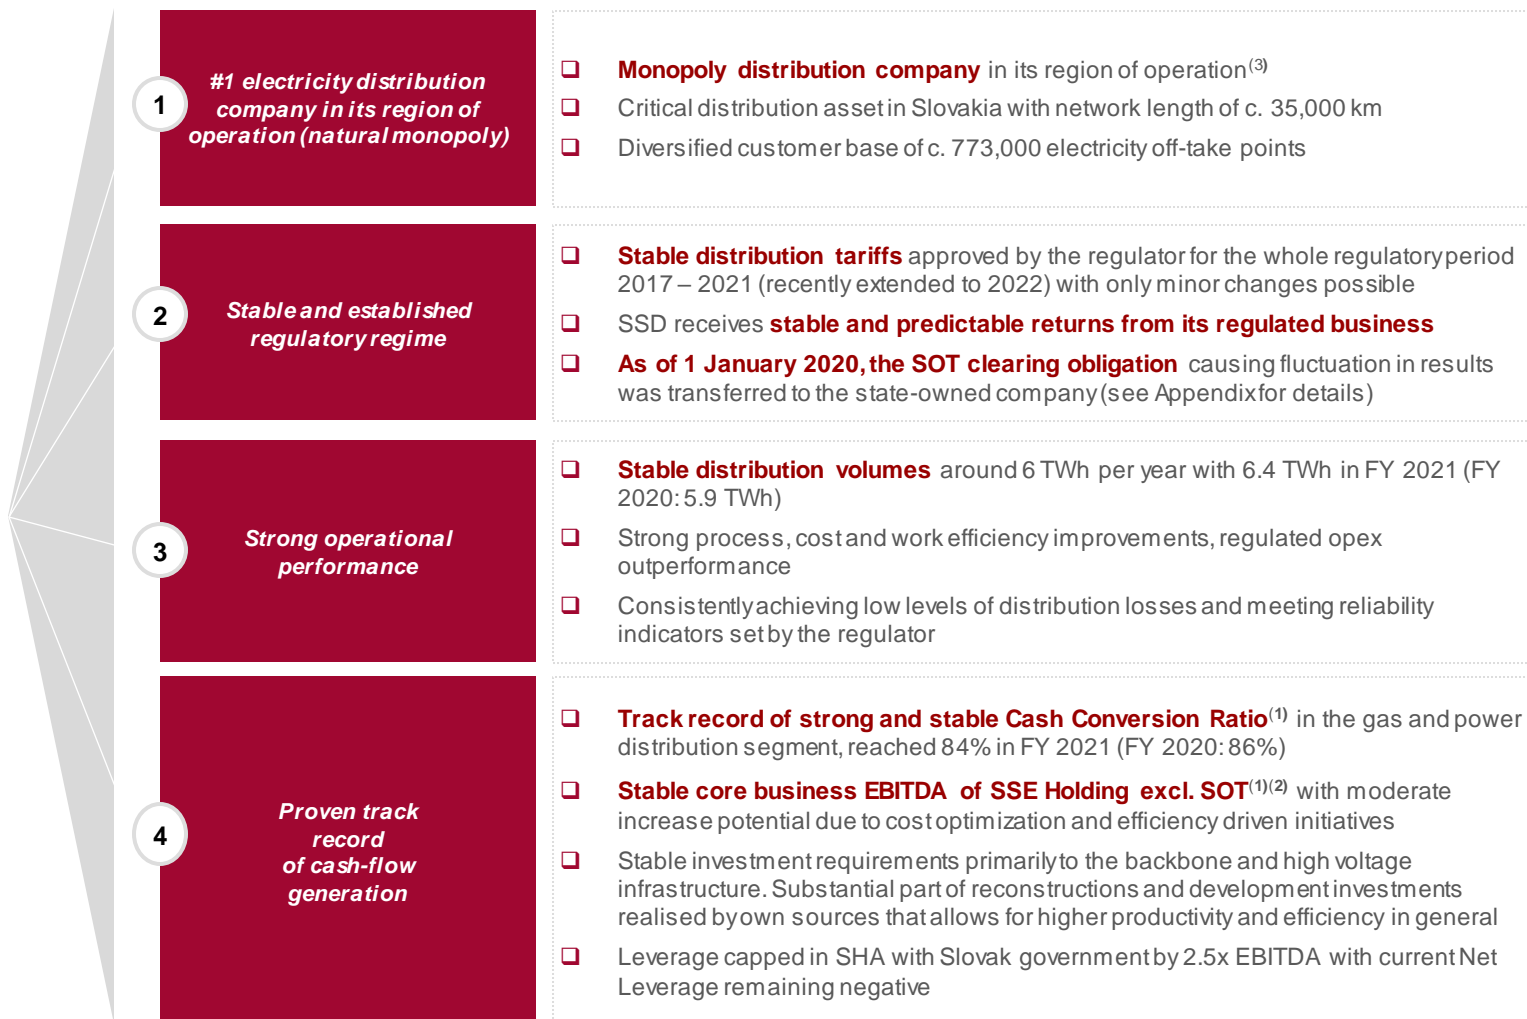 1
#1 electricity distribution
company in its region of
operation (natural monopoly)
❑ Monopoly distribution company in its region of operation(3)
❑ Critical distribution asset in Slovakia with network length of c. 35,000 km
❑ Diversified customer base of c. 773,000 electricity off-take points
2
Stable and established
regulatory regime
❑ Stable distribution tariffs approved by the regulator for the whole regulatory period
2017 – 2021 (recently extended to 2022) with only minor changes possible
❑ SSD receives stable and predictable returns from its regulated business
❑ As of 1 January 2020, the SOT clearing obligation causing fluctuation in results
was transferred to the state-owned company (see Appendix for details)
3
Strong operational
performance
❑ Stable distribution volumes around 6 TWh per year with 6.4 TWh in FY 2021 (FY
2020: 5.9 TWh)
❑ Strong process, cost and work efficiency improvements, regulated opex
outperformance
❑ Consistently achieving low levels of distribution losses and meeting reliability
indicators set by the regulator
4
Proven track
record
of cash-flow
generation
❑ Track record of strong and stable Cash Conversion Ratio(1) in the gas and power
distribution segment, reached 84% in FY 2021 (FY 2020: 86%)
❑ Stable core business EBITDA of SSE Holding excl. SOT(1)(2) with moderate
increase potential due to cost optimization and efficiency driven initiatives
❑ Stable investment requirements primarily to the backbone and high voltage
infrastructure. Substantial part of reconstructions and development investments
realised by own sources that allows for higher productivity and efficiency in general
❑ Leverage capped in SHA with Slovak government by 2.5x EBITDA with current Net
Leverage remaining negative